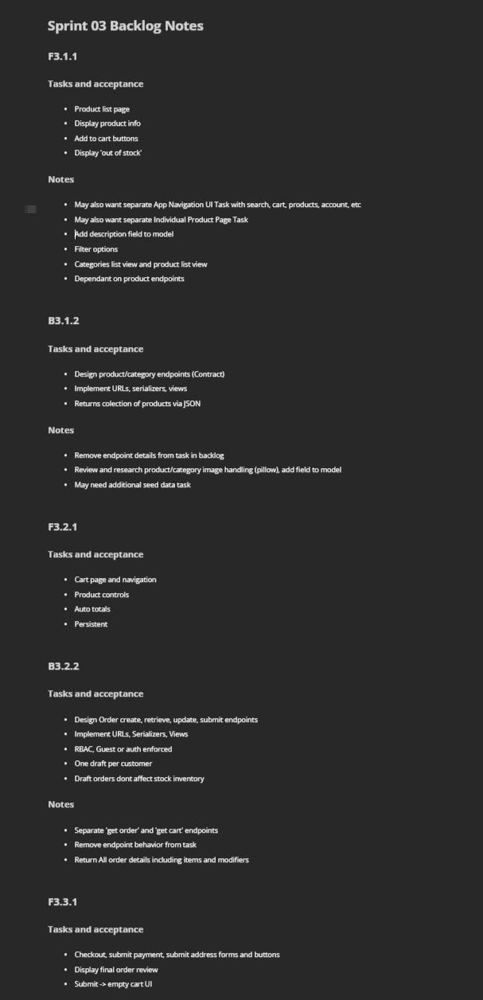 Sprint 03 Backlog Notes
F3.1.1
Tasks and acceptance
• Product list page
• Display product info
• Add to cart buttons
• Display 'out of stock'
Notes
• May also want separate App Navigation UI Task with search, cart, products, account, etc
• May also want separate Individual Product Page Task
• Add description field to model
• Filter options
• Categories list view and product list view
• Dependant on product endpoints
B3.1.2
Tasks and acceptance
• Design product/category endpoints (Contract)
• Implement URLs, serializers, views
• Returns colection of products via JSON
Notes
• Remove endpoint details from task in backlog
• Review and research product/category image handling (pillow), add field to model
• May need additional seed data task
F3.2.1
Tasks and acceptance
• Cart page and navigation
• Product controls
• Auto totals
• Persistent
B3.2.2
Tasks and acceptance
• Design Order create, retrieve, update, submit endpoints
• Implement URLs, Serializers, Views
• RBAC, Guest or auth enforced
• One draft per customer
• Draft orders dont affect stock inventory
Notes
• Separate 'get order' and 'get cart' endpoints
• Remove endpoint behavior from task
• Return All order details including items and modifiers
F3.3.1
Tasks and acceptance
• Checkout, submit payment, submit address forms and buttons
• Display final order review
• Submit -> empty cart UI